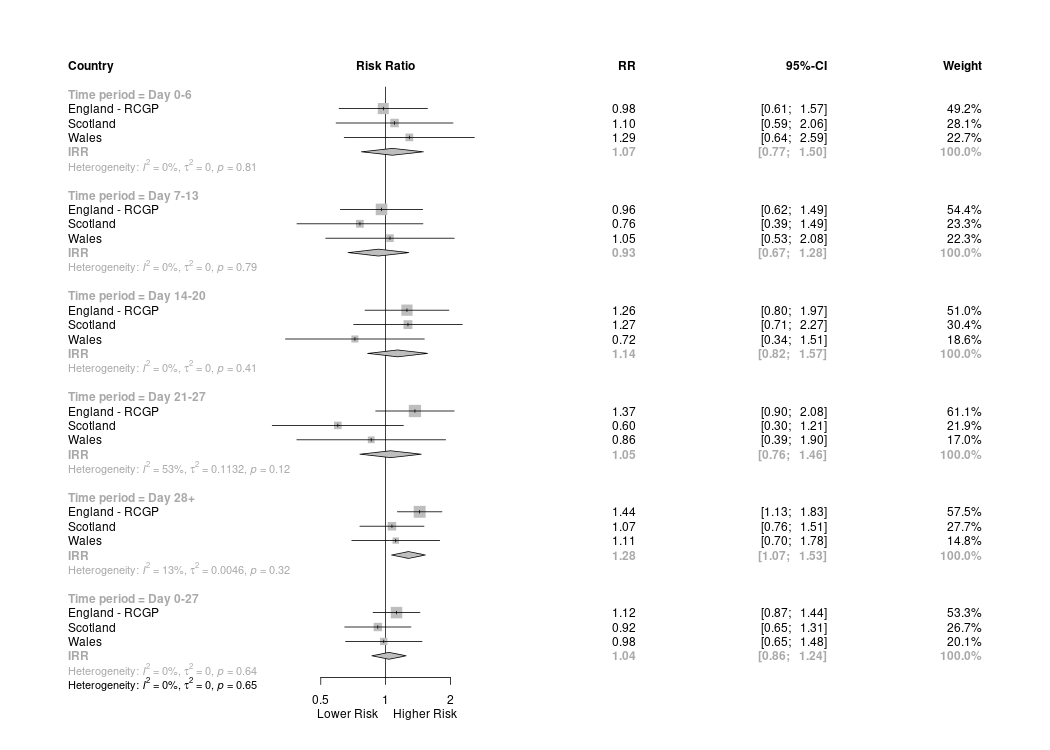 Country Risk Ratio RR 95%-CI Weight
Time period = Day 0-6
England - RCGP 0.98 [0.61; 1.57] 49.2%
Scotland 1.10 [0.59; 2.06] 28.1%
Wales 1.29 [0.64; 2.59] 22.7%
IRR 1.07 [0.77; 1.50] 100.0%
Heterogeneity: I² = 0%, τ² = 0, p = 0.81
Time period = Day 7-13
England - RCGP 0.96 [0.62; 1.49] 54.4%
Scotland 0.76 [0.39; 1.49] 23.3%
Wales 1.05 [0.53; 2.08] 22.3%
IRR 0.93 [0.67; 1.28] 100.0%
Heterogeneity: I² = 0%, τ² = 0, p = 0.79
Time period = Day 14-20
England - RCGP 1.26 [0.80; 1.97] 51.0%
Scotland 1.27 [0.71; 2.27] 30.4%
Wales 0.72 [0.34; 1.51] 18.6%
IRR 1.14 [0.82; 1.57] 100.0%
Heterogeneity: I² = 0%, τ² = 0, p = 0.41
Time period = Day 21-27
England - RCGP 1.37 [0.90; 2.08] 61.1%
Scotland 0.60 [0.30; 1.21] 21.9%
Wales 0.86 [0.39; 1.90] 17.0%
IRR 1.05 [0.76; 1.46] 100.0%
Heterogeneity: I² = 53%, τ² = 0.1132, p = 0.12
Time period = Day 28+
England - RCGP 1.44 [1.13; 1.83] 57.5%
Scotland 1.07 [0.76; 1.51] 27.7%
Wales 1.11 [0.70; 1.78] 14.8%
IRR 1.28 [1.07; 1.53] 100.0%
Heterogeneity: I² = 13%, τ² = 0.0046, p = 0.32
Time period = Day 0-27
England - RCGP 1.12 [0.87; 1.44] 53.3%
Scotland 0.92 [0.65; 1.31] 26.7%
Wales 0.98 [0.65; 1.48] 20.1%
IRR 1.04 [0.86; 1.24] 100.0%
Heterogeneity: I² = 0%, τ² = 0, p = 0.64
Heterogeneity: I² = 0%, τ² = 0, p = 0.65
0.5 1 2
Lower Risk Higher Risk